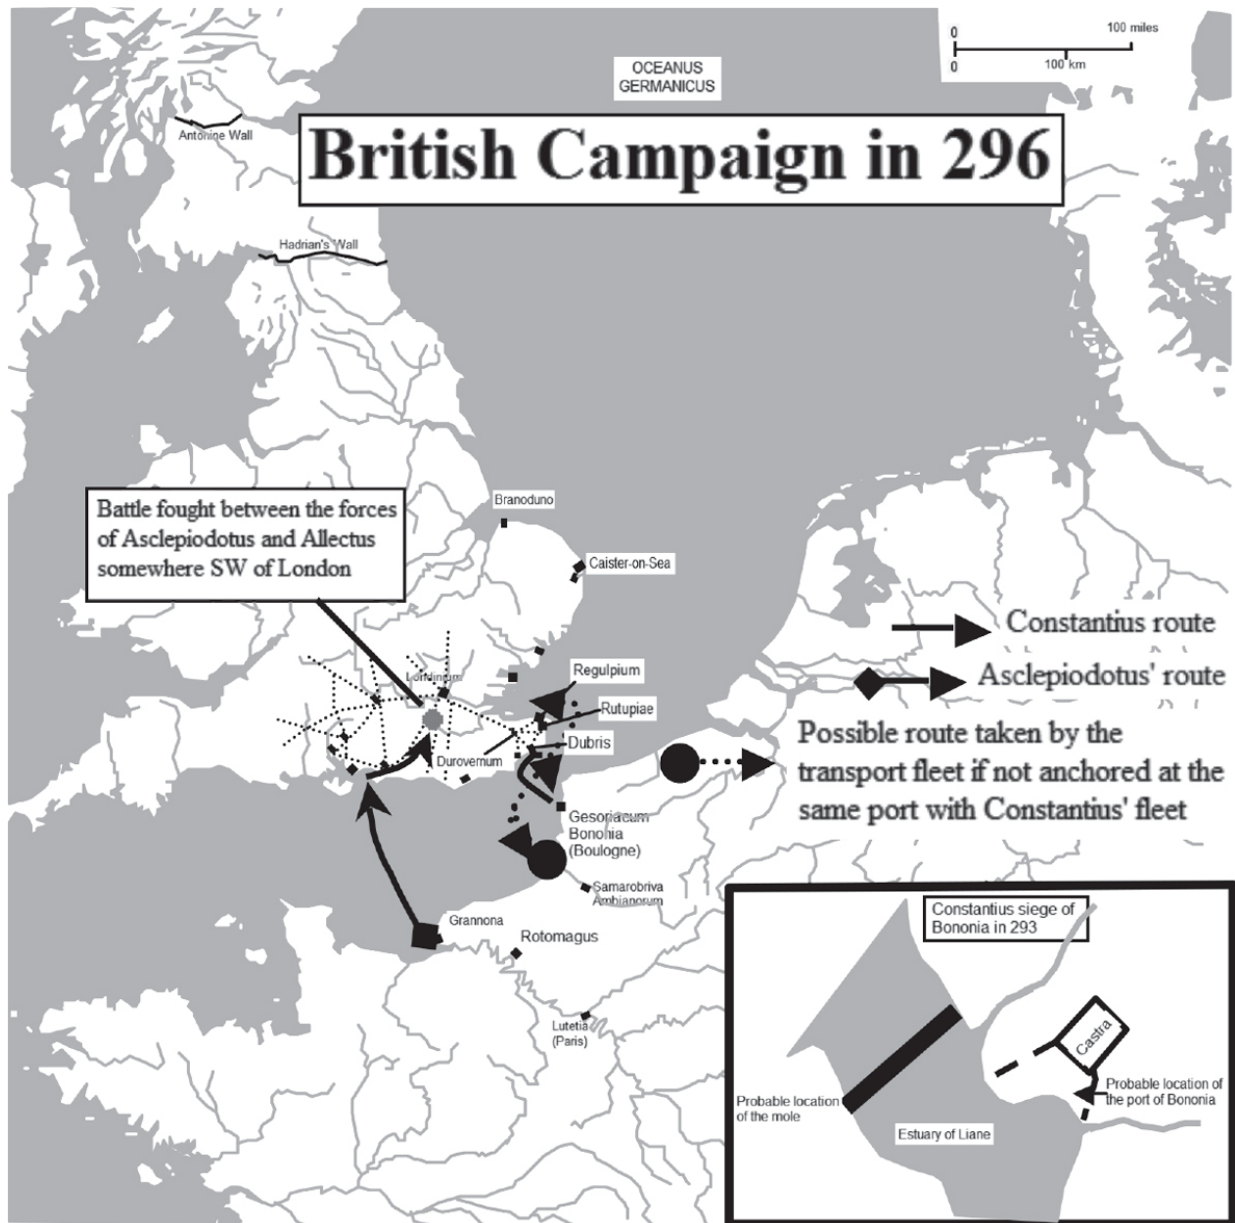 0
100 miles
0
100 km
OCEANUS
GERMANICUS
British Campaign in 296
Antonine Wall
Hadrian's Wall
Branoduno
Battle fought between the forces
of Asclepiodotus and Allectus
somewhere SW of London
Caister-on-Sea
Constantius route
Asclepiodotus' route
Possible route taken by the
transport fleet if not anchored at the
same port with Constantius' fleet
Londinium
Regulpium
Rutupiae
Dubris
Durovernum
Gesoriacum
Bononia
(Boulogne)
Samarobriva
Ambianorum
Grannona
Rotomagus
Lutetia
(Paris)
Constantius siege of
Bononia in 293
Castra
Probable location of
the port of Bononia
Probable location
of the mole
Estuary of Liane